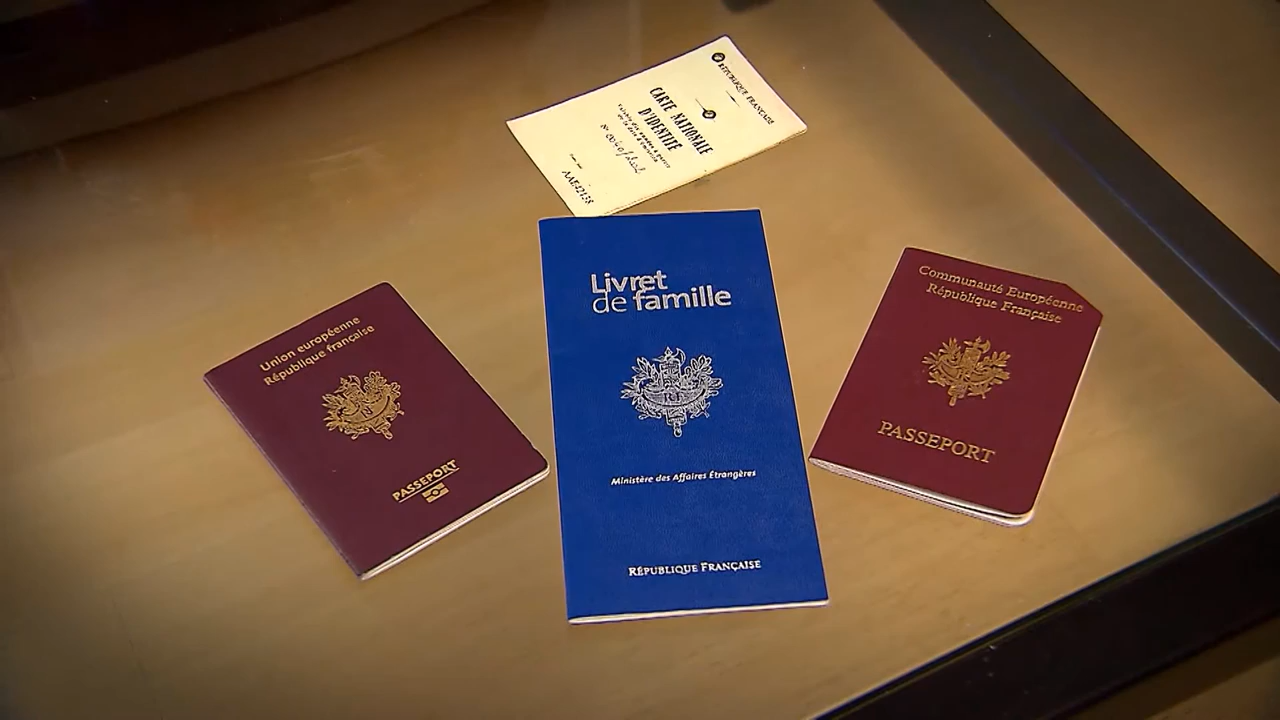 RÉPUBLIQUE FRANÇAISE
CARTE NATIONALE
D'IDENTITÉ
Union européenne
République française
PASSEPORT
Livret
de famille
RF
Ministère des Affaires Étrangères
RÉPUBLIQUE FRANÇAISE
Communauté Européenne
République Française
PASSEPORT